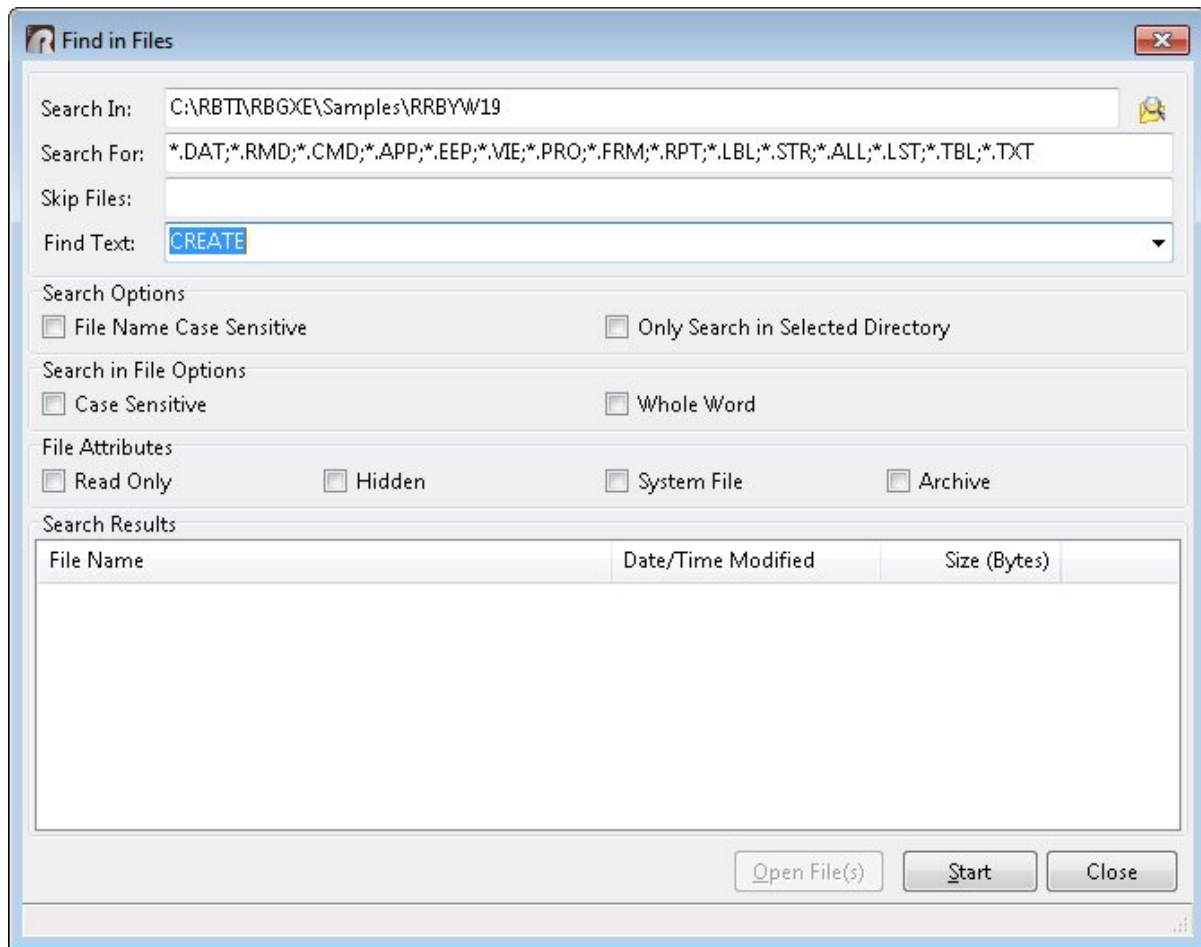 Find in Files
Search In: C:\RBTI\RBGXE\Samples\RRBYW19
Search For: *.DAT;*.RMD;*.CMD;*.APP;*.EEP;*.VIE;*.PRO;*.FRM;*.RPT;*.LBL;*.STR;*.ALL;*.LST;*.TBL;*.TXT
Skip Files:
Find Text: CREATE
Search Options
File Name Case Sensitive Only Search in Selected Directory
Search in File Options
Case Sensitive Whole Word
File Attributes
Read Only Hidden System File Archive
Search Results
File Name Date/Time Modified Size (Bytes)
Open File(s) Start Close